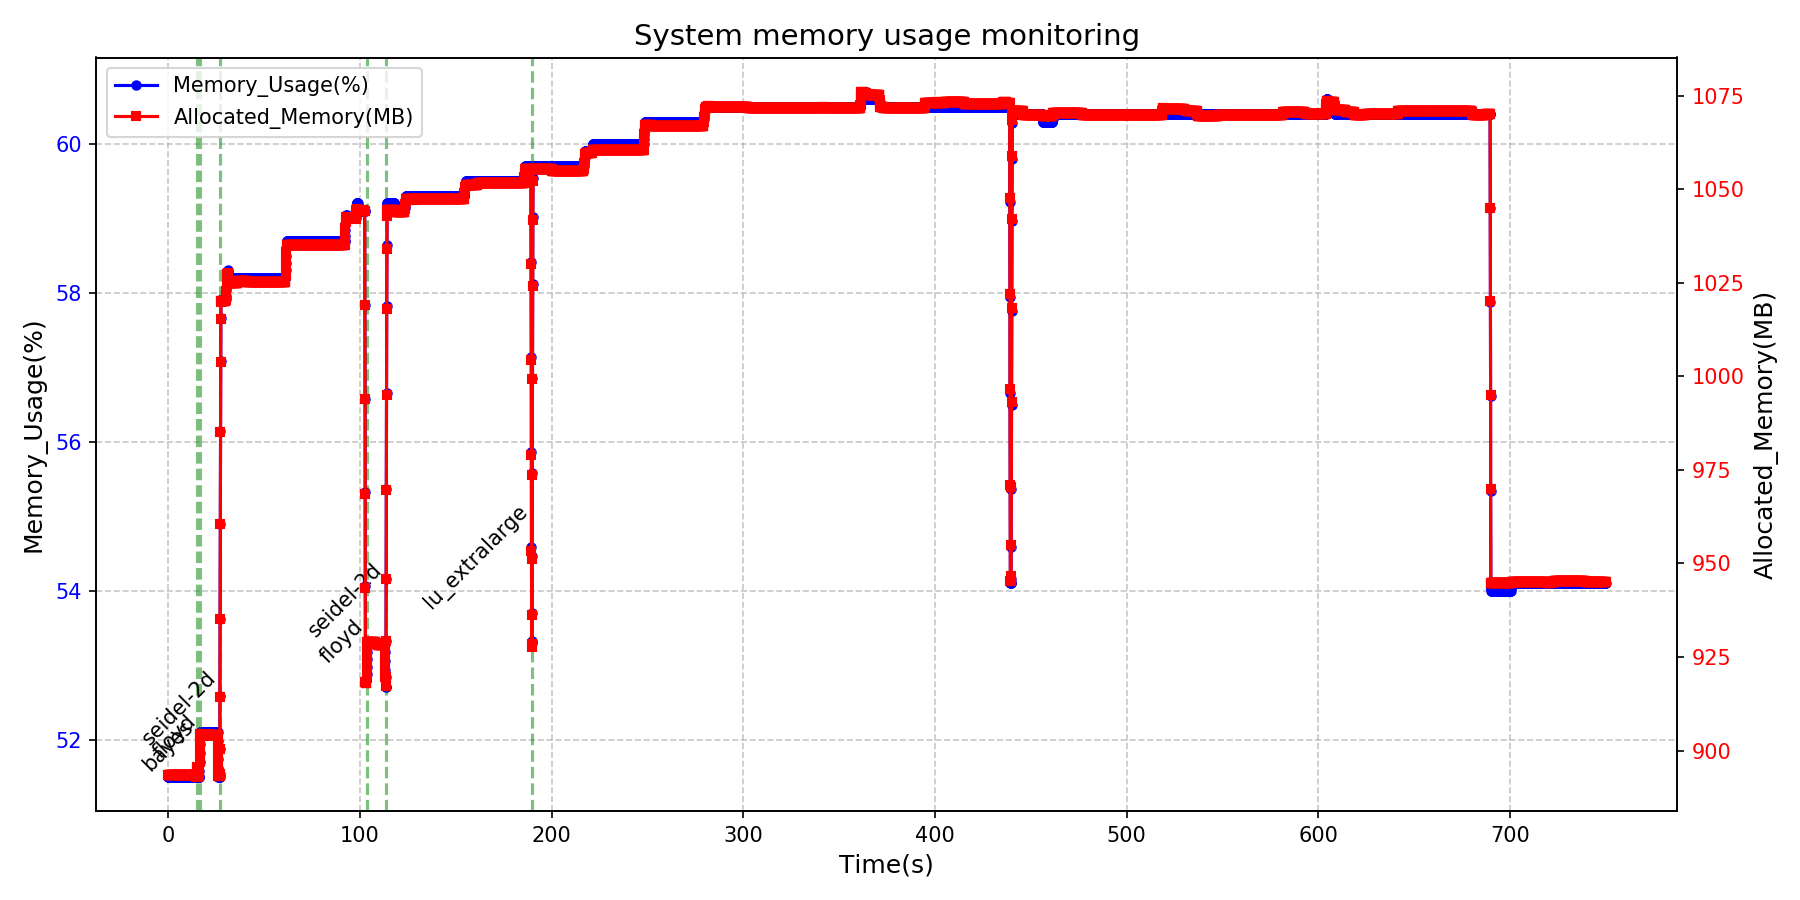 System memory usage monitoring
Memory_Usage(%)
Allocated_Memory(MB)
Memory_Usage(%)
60
58
56
54
52
1075
1050
1025
1000
975
950
925
900
Allocated_Memory(MB)
lu_extralarge
seidel-2d
floyd
seidel-2d
floyd
bayes
0
100
200
300
400
500
600
700
Time(s)